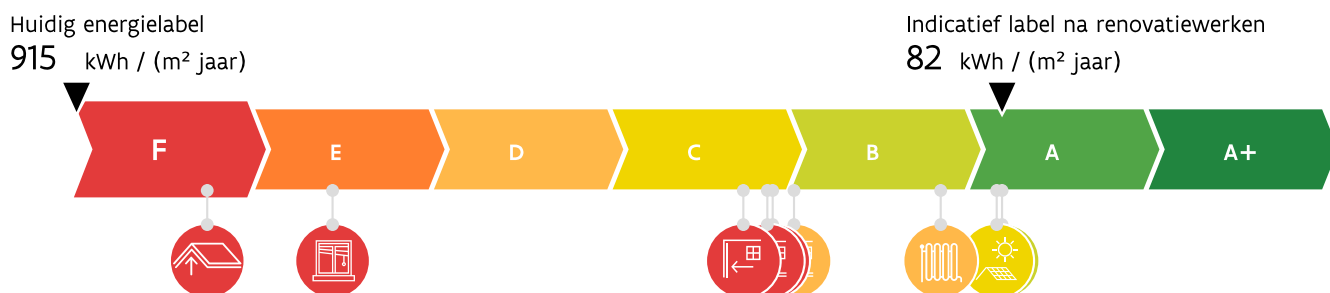 Huidig energielabel
915 kWh / (m² jaar)
Indicatief label na renovatiewerken
82 kWh / (m² jaar)
F E D C B A A+